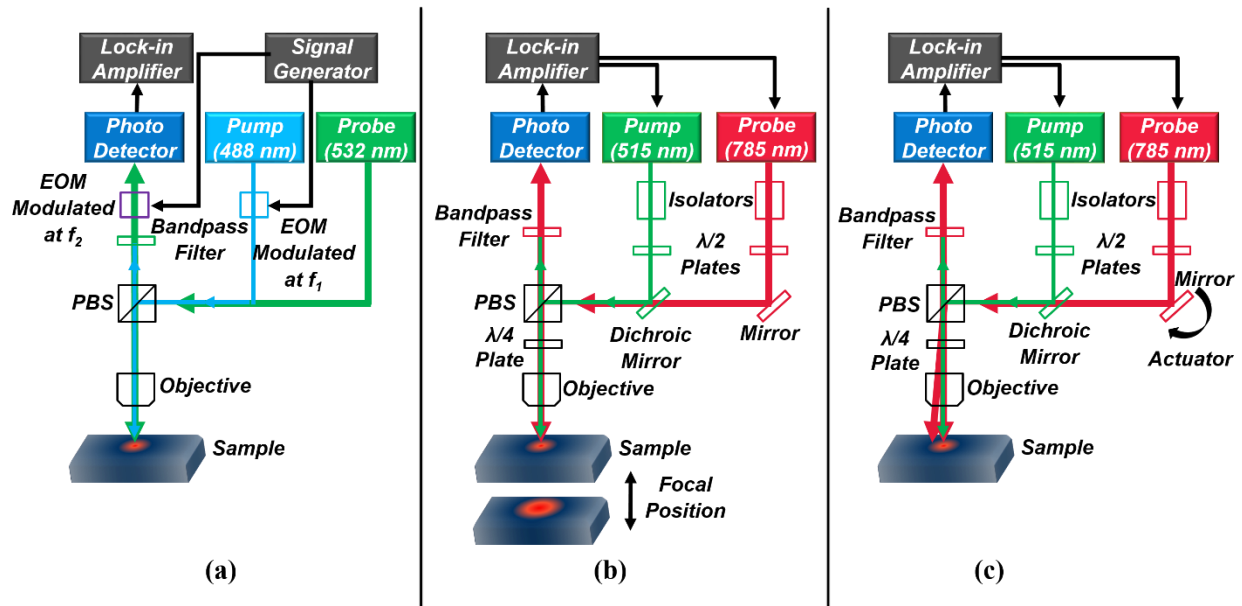 Lock-in
Amplifier
Signal
Generator
Photo
Detector
Pump
(488 nm)
Probe
(532 nm)
EOM
Modulated
at f2
Bandpass
Filter
EOM
Modulated
at f1
PBS
Objective
Sample
(a)
Lock-in
Amplifier
Photo
Detector
Pump
(515 nm)
Probe
(785 nm)
Isolators
Bandpass
Filter
λ/2
Plates
PBS
λ/4
Plate
Dichroic
Mirror
Mirror
Objective
Sample
Focal
Position
(b)
Lock-in
Amplifier
Photo
Detector
Pump
(515 nm)
Probe
(785 nm)
Isolators
Bandpass
Filter
λ/2
Plates
Mirror
PBS
λ/4
Plate
Dichroic
Mirror
Actuator
Objective
Sample
(c)